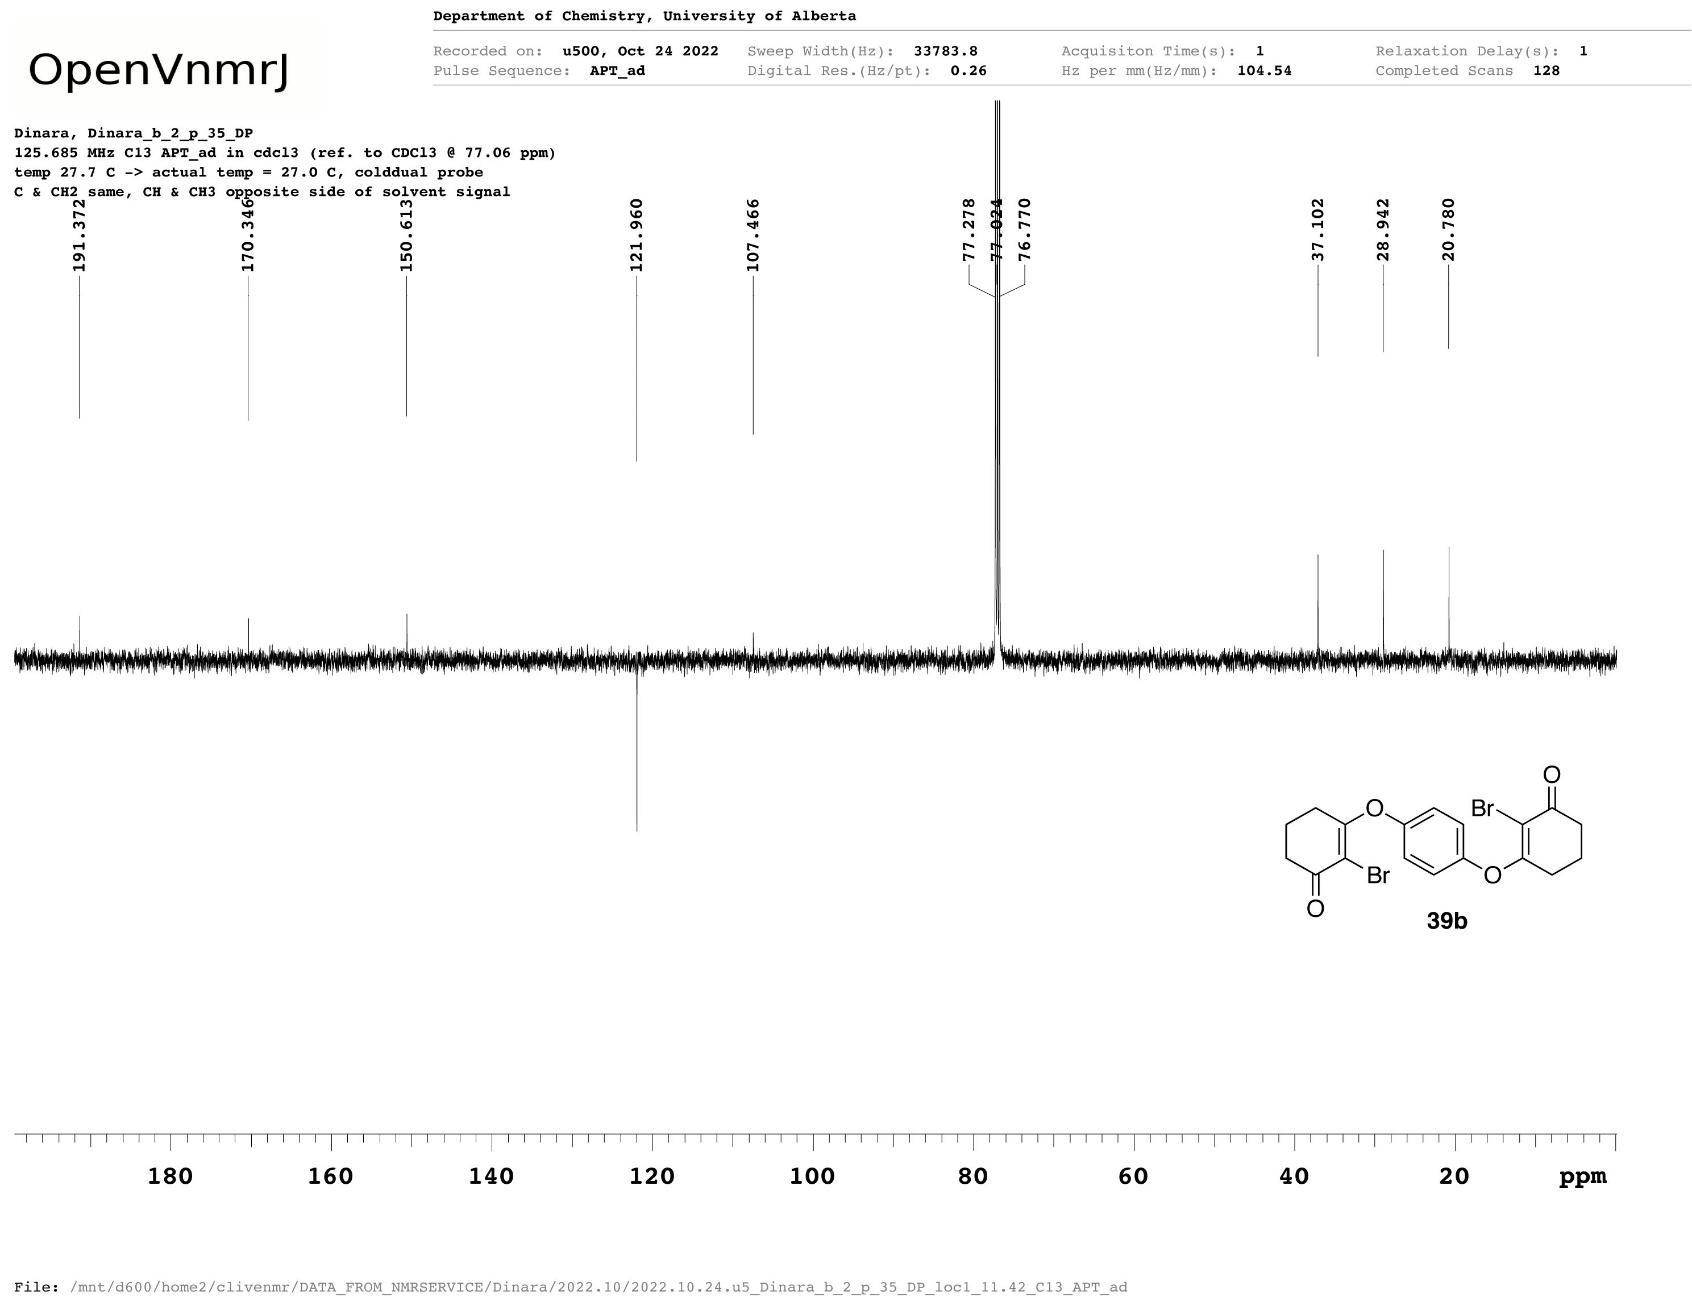 Department of Chemistry, University of Alberta
OpenVnmrJ
Recorded on: u500, Oct 24 2022 Sweep Width(Hz): 33783.8 Acquisiton Time(s): 1 Relaxation Delay(s): 1
Pulse Sequence: APT_ad Digital Res.(Hz/pt): 0.26 Hz per mm(Hz/mm): 104.54 Completed Scans 128
Dinara, Dinara_b_2_p_35_DP
125.685 MHz C13 APT_ad in cdcl3 (ref. to CDCl3 @ 77.06 ppm)
temp 27.7 C -> actual temp = 27.0 C, colddual probe
C & CH2 same, CH & CH3 opposite side of solvent signal
191.372 170.346 150.613 121.960 107.466 77.278 77.024 76.770 37.102 28.942 20.780
O
O Br
Br O
O
39b
180 160 140 120 100 80 60 40 20 ppm
File: /mnt/d600/home2/clivenmr/DATA_FROM_NMRSERVICE/Dinara/2022.10/2022.10.24.u5_Dinara_b_2_p_35_DP_loc1_11.42_C13_APT_ad